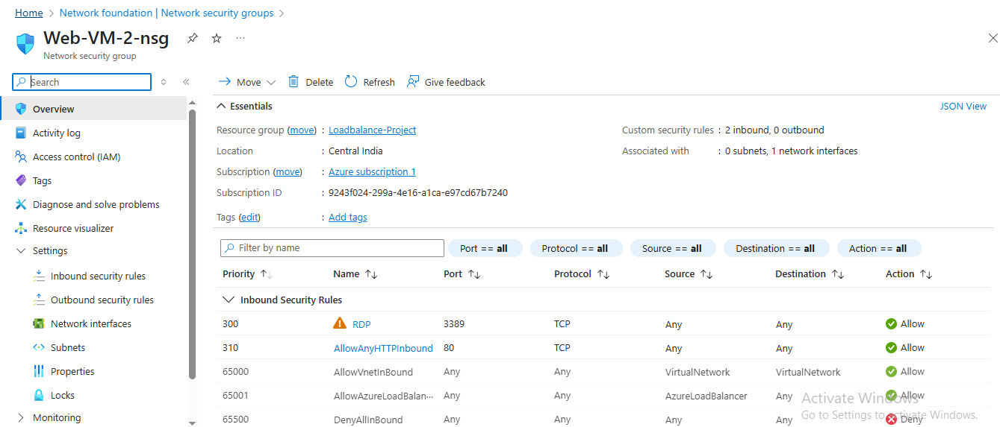 Home > Network foundation | Network security groups >
Web-VM-2-nsg ...
Network security group
Search
Move Delete Refresh Give feedback
Overview
Activity log
Access control (IAM)
Tags
Diagnose and solve problems
Resource visualizer
Settings
Inbound security rules
Outbound security rules
Network interfaces
Subnets
Properties
Locks
Monitoring
Essentials
JSON View
Resource group (move) : Loadbalance-Project
Location : Central India
Subscription (move) : Azure subscription 1
Subscription ID : 9243f024-299a-4e16-a1ca-e97cd67b7240
Tags (edit) : Add tags
Custom security rules : 2 inbound, 0 outbound
Associated with : 0 subnets, 1 network interfaces
Filter by name Port == all Protocol == all Source == all Destination == all Action == all
Priority Name Port Protocol Source Destination Action
Inbound Security Rules
300 RDP 3389 TCP Any Any Allow
310 AllowAnyHTTPInbound 80 TCP Any Any Allow
65000 AllowVnetInBound Any Any VirtualNetwork VirtualNetwork Allow
65001 AllowAzureLoadBalan... Any Any AzureLoadBalancer Any Allow
65500 DenyAllInBound Any Any Any Any Deny
Activate Windows
Go to Settings to activate Windows.